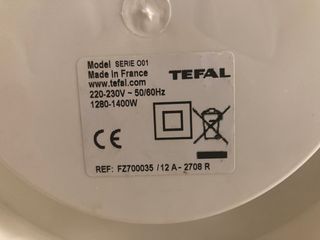 Model SERIE O01
Made in France
www.tefal.com
TEFAL
220-230V ~ 50/60Hz
1280-1400W
CE
REF: FZ700035 / 12 A - 2708 R